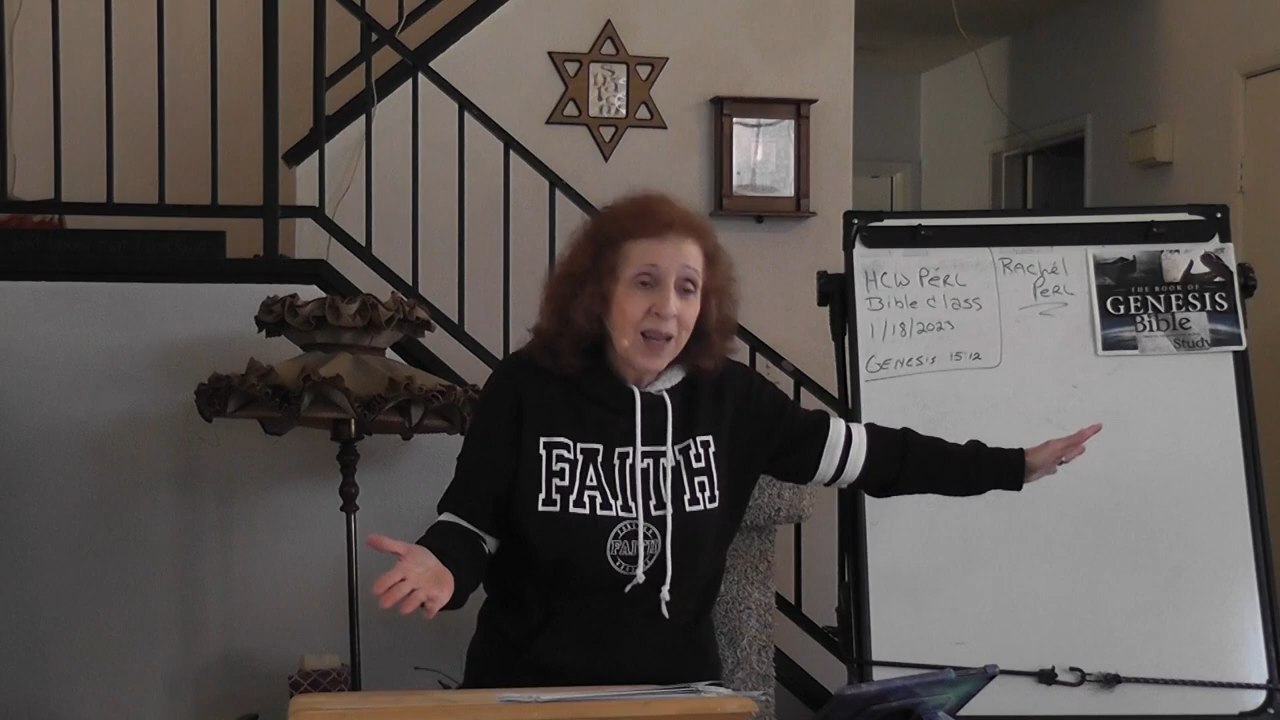 HCW Perl
Bible Class
1/18/2023
Genesis 15:12
Rachel
Perl
THE BOOK OF
GENESIS
Bible
Study
FAITH
FAITH